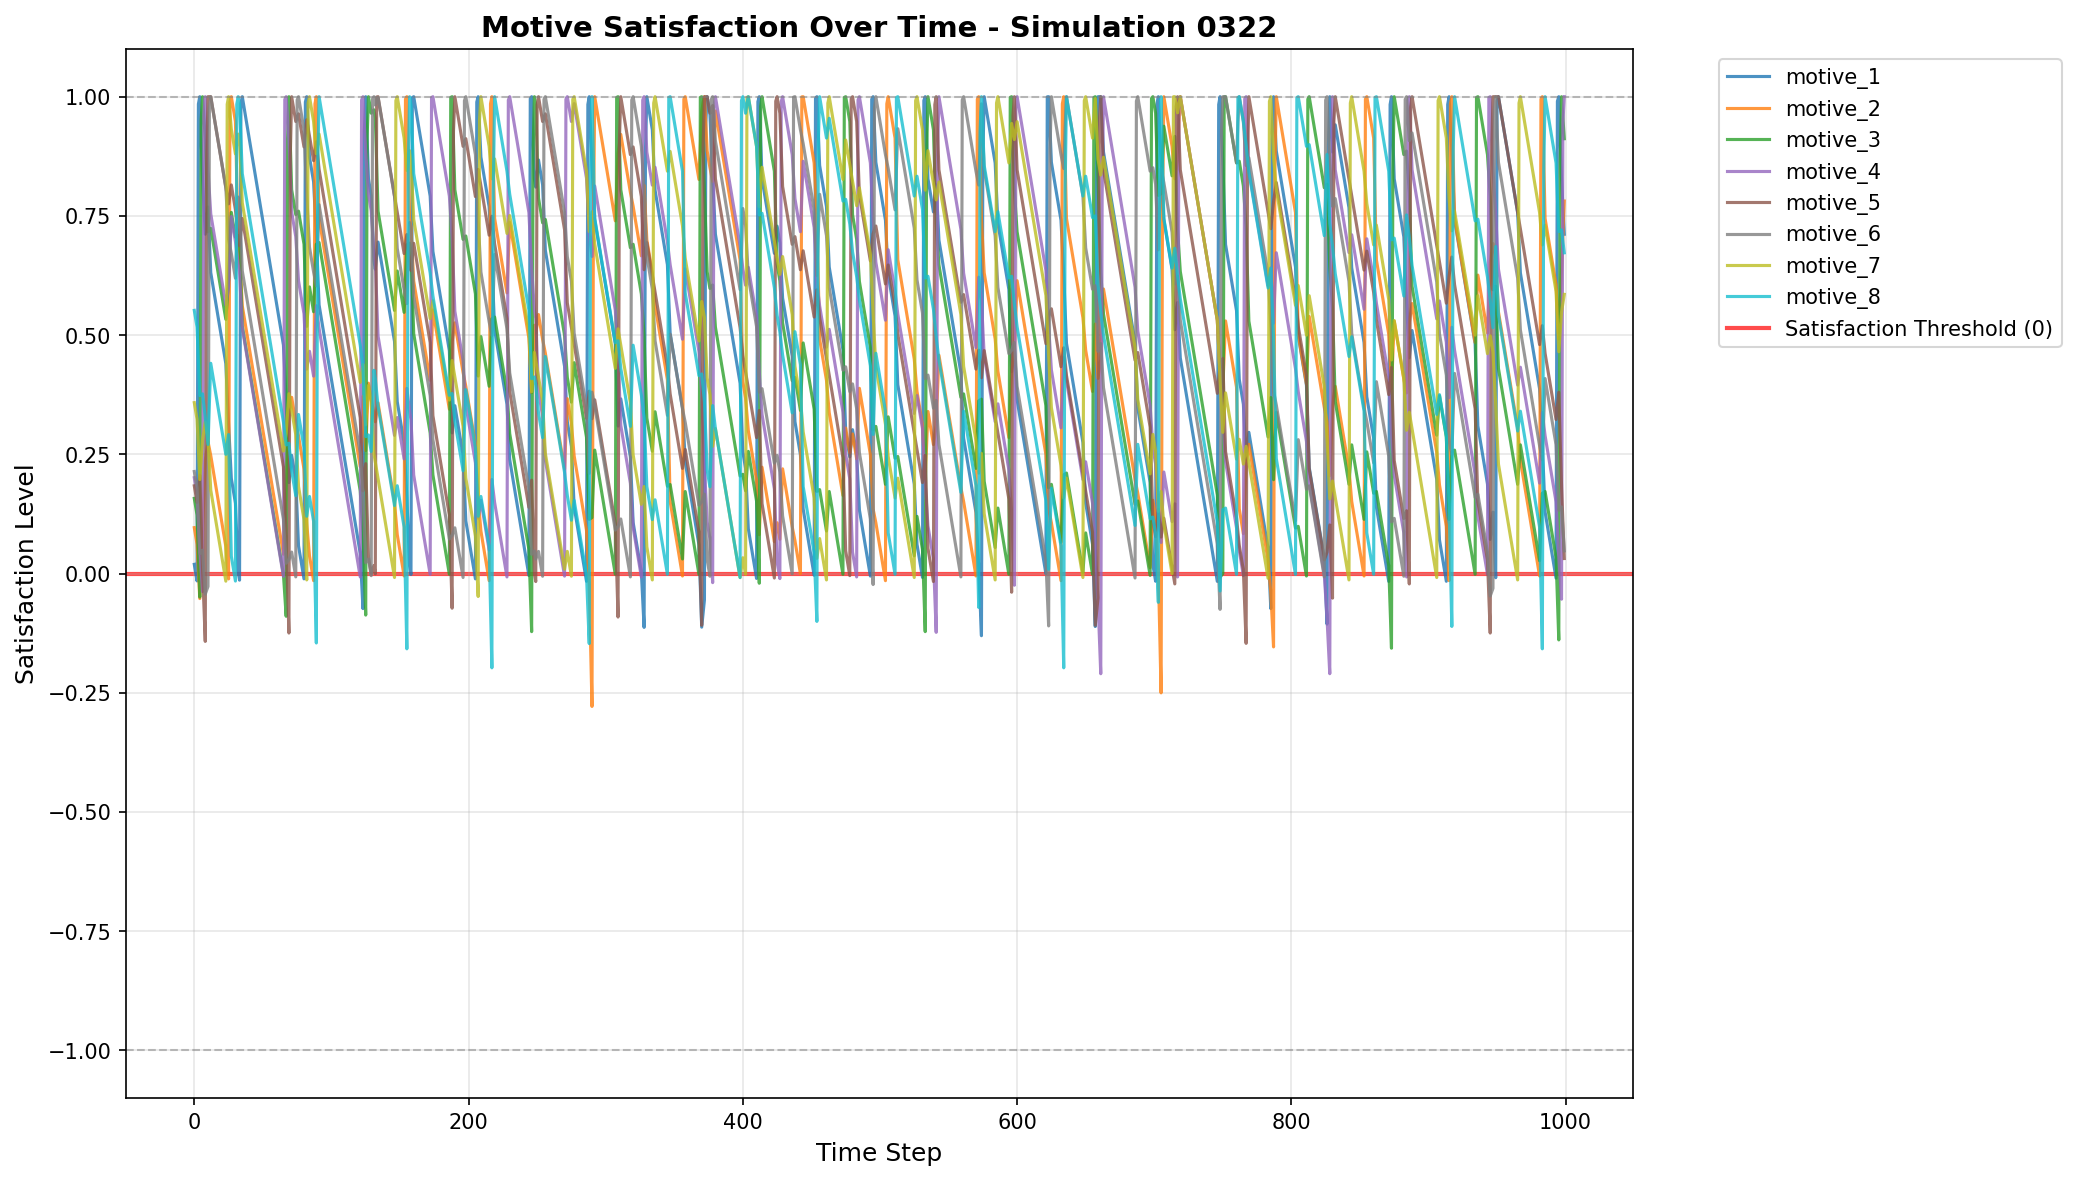 Motive Satisfaction Over Time - Simulation 0322
1.00
0.75
0.50
0.25
0.00
−0.25
−0.50
−0.75
−1.00
Satisfaction Level
0
200
400
600
800
1000
Time Step
motive_1
motive_2
motive_3
motive_4
motive_5
motive_6
motive_7
motive_8
Satisfaction Threshold (0)